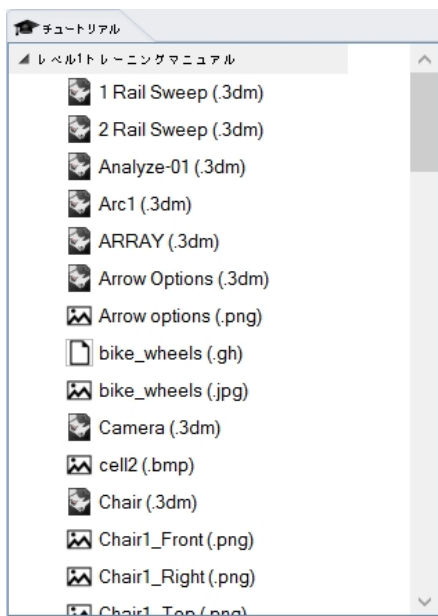 チュートリアル
レベル1トレーニングマニュアル
1 Rail Sweep (.3dm)
2 Rail Sweep (.3dm)
Analyze-01 (.3dm)
Arc1 (.3dm)
ARRAY (.3dm)
Arrow Options (.3dm)
Arrow options (.png)
bike_wheels (.gh)
bike_wheels (.jpg)
Camera (.3dm)
cell2 (.bmp)
Chair (.3dm)
Chair1_Front (.png)
Chair1_Right (.png)
Chair1_Top (.png)